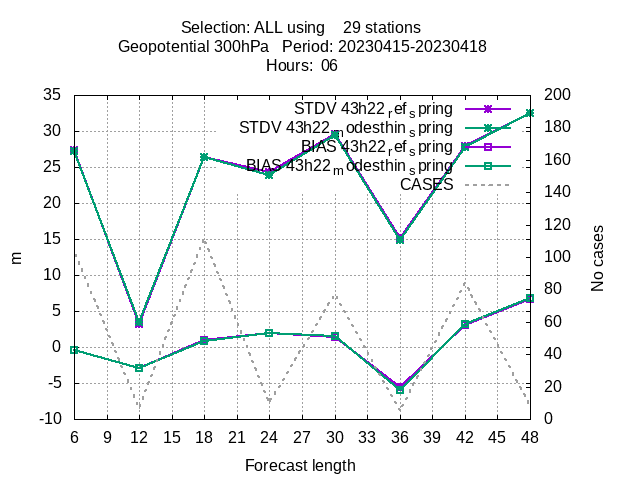 Selection: ALL using    29 stations
Geopotential 300hPa   Period: 20230415-20230418
Hours:  06
35
30
25
20
15
10
5
0
-5
-10
m
STDV 43h22_ref_spring
STDV 43h22_modesthin_spring
BIAS 43h22_ref_spring
BIAS 43h22_modesthin_spring
CASES
200
180
160
140
120
100
80
60
40
20
0
No cases
6 9 12 15 18 21 24 27 30 33 36 39 42 45 48
Forecast length